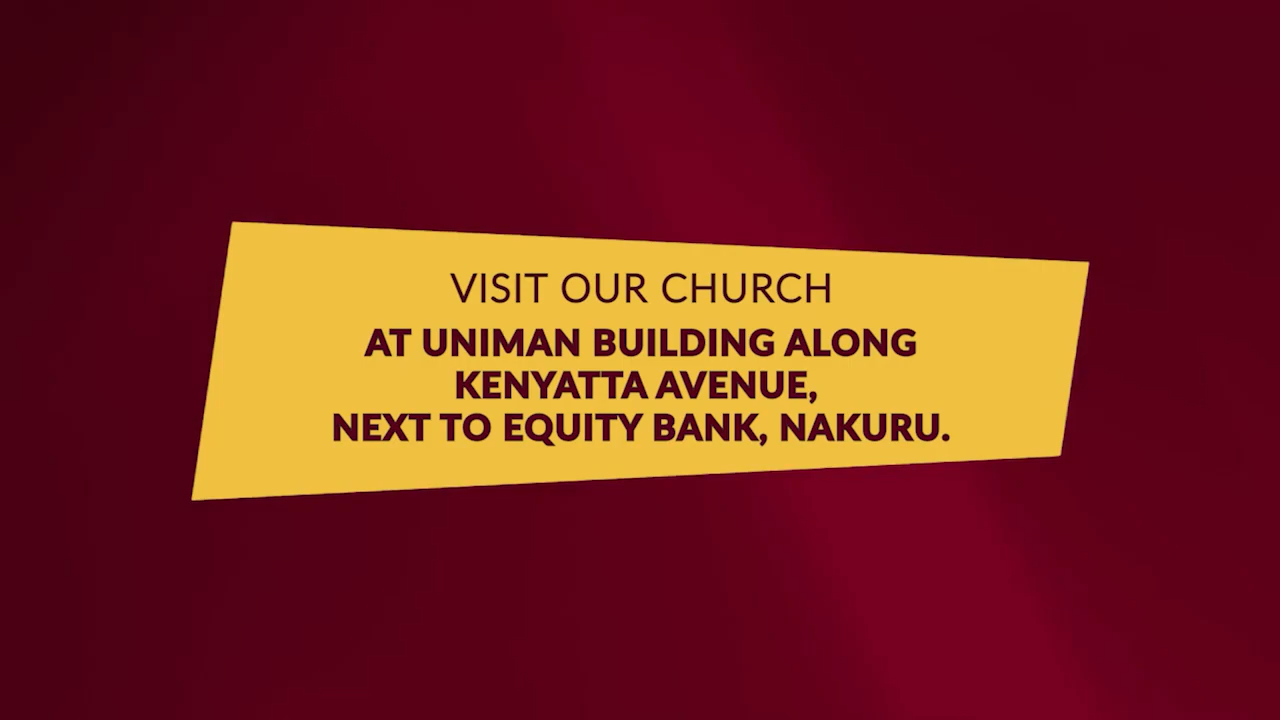 VISIT OUR CHURCH
AT UNIMAN BUILDING ALONG
KENYATTA AVENUE,
NEXT TO EQUITY BANK, NAKURU.